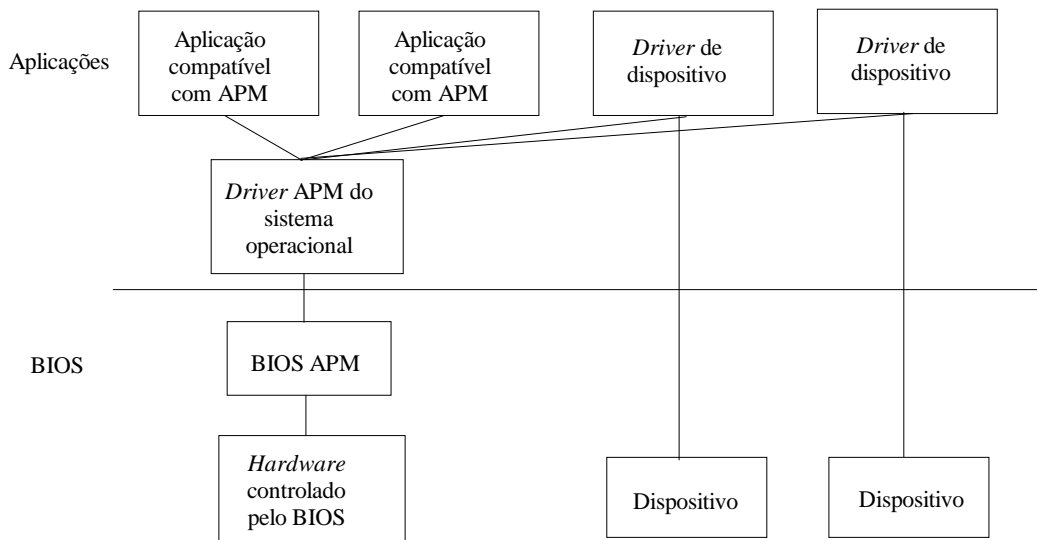 Aplicações
Aplicação
compatível
com APM
Aplicação
compatível
com APM
Driver de
dispositivo
Driver de
dispositivo
Driver APM do
sistema
operacional
BIOS
BIOS APM
Hardware
controlado
pelo BIOS
Dispositivo
Dispositivo